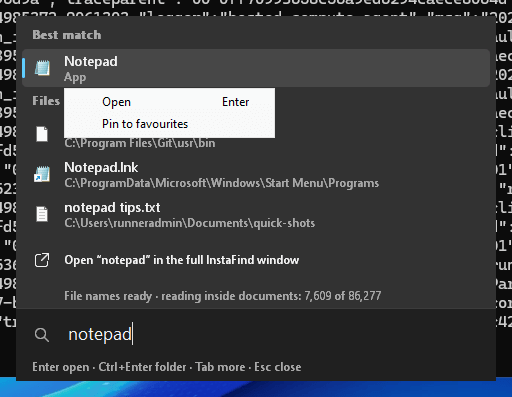 Best match
Notepad
App
Files
Open Enter
Pin to favourites
C:\Program Files\Git\usr\bin
Notepad.lnk
C:\ProgramData\Microsoft\Windows\Start Menu\Programs
notepad tips.txt
C:\Users\runneradmin\Documents\quick-shots
Open “notepad” in the full InstaFind window
File names ready · reading inside documents: 7,609 of 86,277
notepad
Enter open · Ctrl+Enter folder · Tab more · Esc close